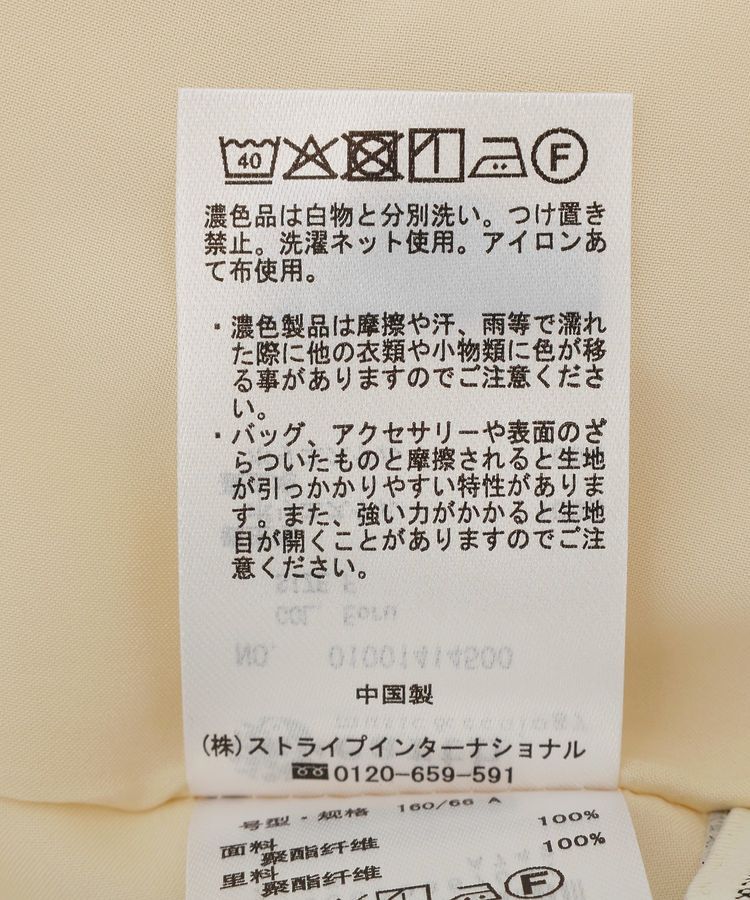 40 F
濃色品は白物と分別洗い。つけ置き
禁止。洗濯ネット使用。アイロンあ
て布使用。
・濃色製品は摩擦や汗、雨等で濡れ
た際に他の衣類や小物類に色が移
る事がありますのでご注意くださ
い。
・バッグ、アクセサリーや表面のざ
らついたものと摩擦されると生地
が引っかかりやすい特性がありま
す。また、強い力がかかると生地
目が開くことがありますのでご注
意ください。
中国製
(株)ストライプインターナショナル
0120-659-591
号型・规格 160/66 A
面料 100%
聚酯纤维
里料 100%
聚酯纤维
F